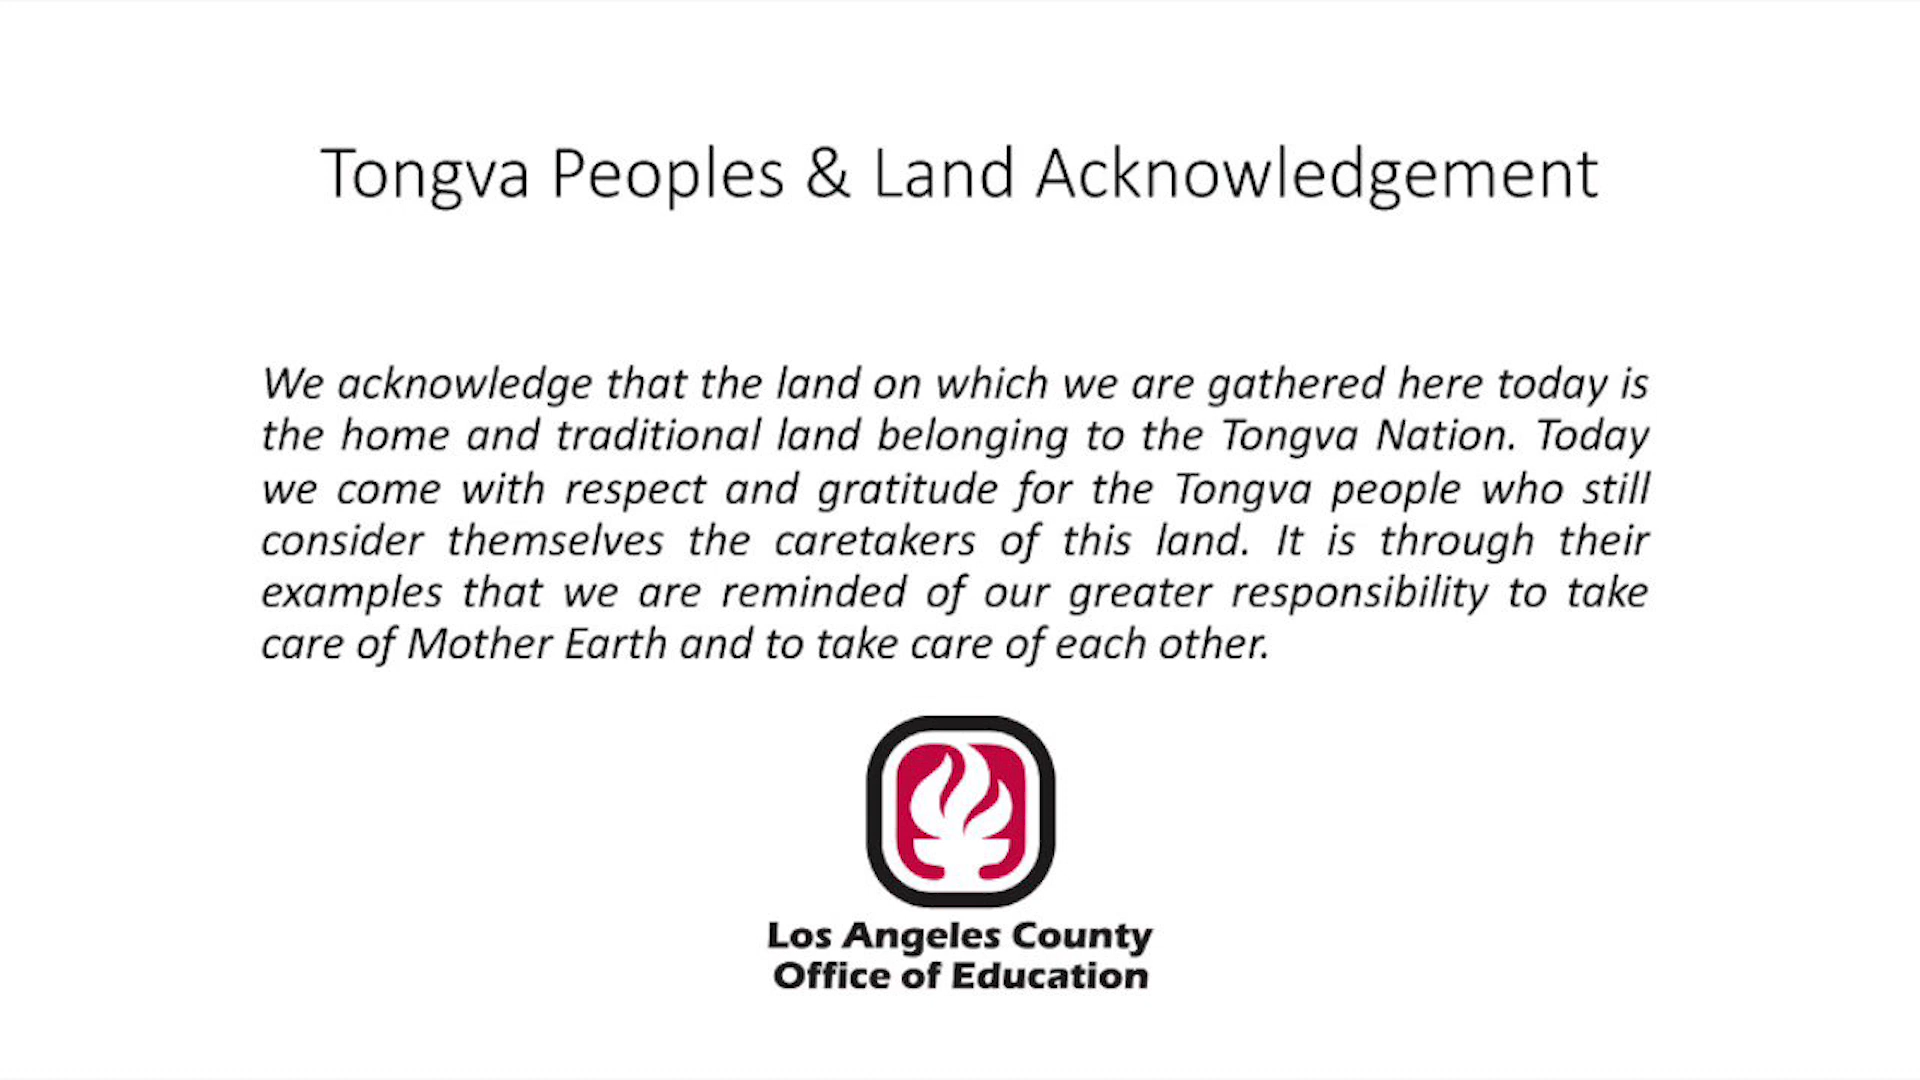 Tongva Peoples & Land Acknowledgement
We acknowledge that the land on which we are gathered here today is
the home and traditional land belonging to the Tongva Nation. Today
we come with respect and gratitude for the Tongva people who still
consider themselves the caretakers of this land. It is through their
examples that we are reminded of our greater responsibility to take
care of Mother Earth and to take care of each other.
Los Angeles County
Office of Education